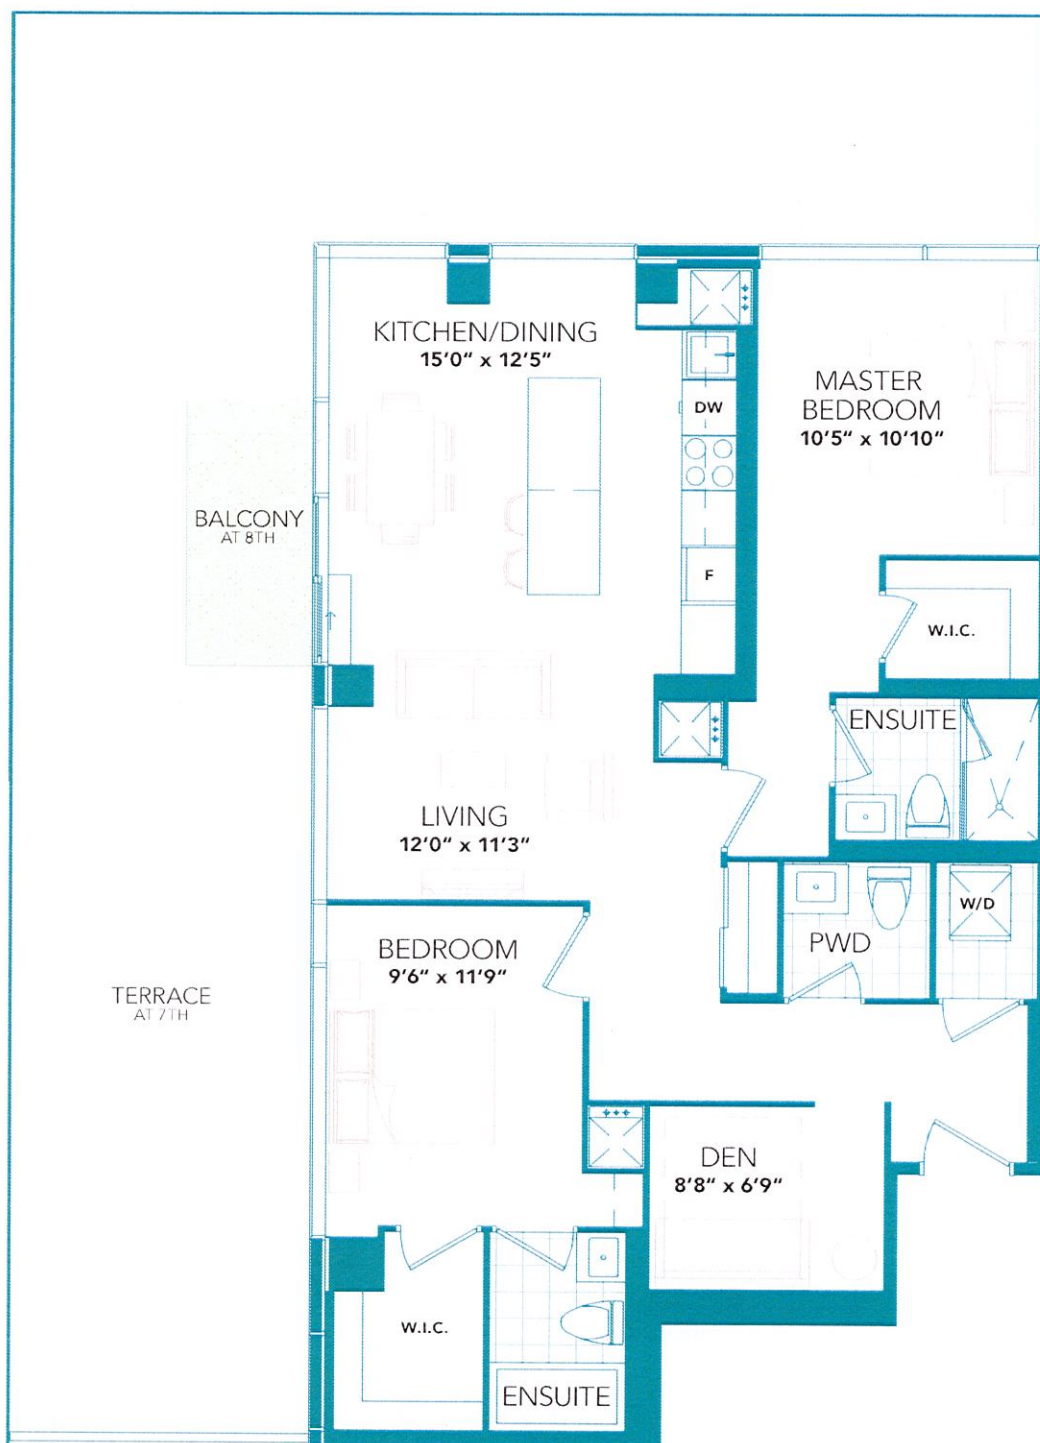 KITCHEN/DINING
15'0" x 12'5"
DW
F
MASTER
BEDROOM
10'5" x 10'10"
W.I.C.
BALCONY
AT 8TH
ENSUITE
LIVING
12'0" x 11'3"
W/D
PWD
BEDROOM
9'6" x 11'9"
TERRACE
AT 7TH
DEN
8'8" x 6'9"
W.I.C.
ENSUITE